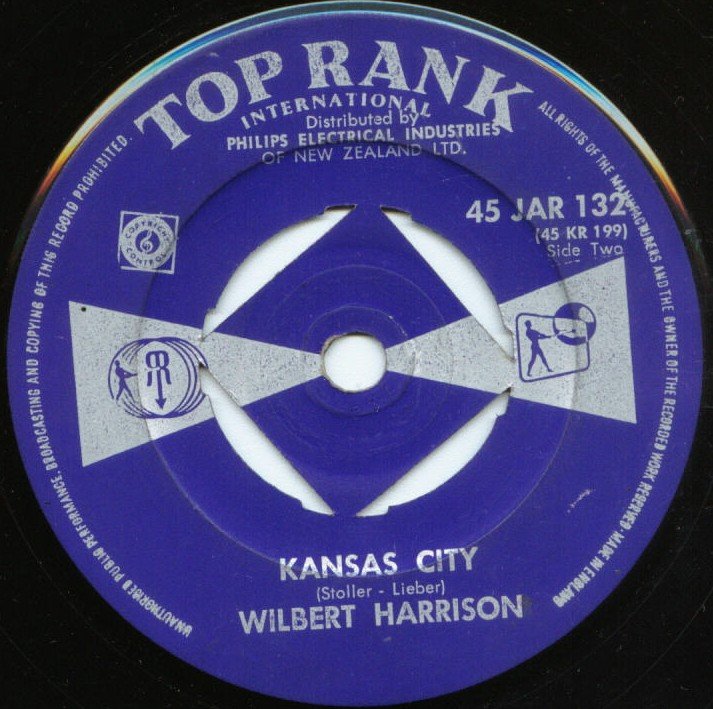 TOP RANK
INTERNATIONAL
Distributed by
PHILIPS ELECTRICAL INDUSTRIES
OF NEW ZEALAND LTD.
45 JAR 132
(45 KR 199)
Side Two
COPYRIGHT
CONTROL
KANSAS CITY
(Stoller - Lieber)
WILBERT HARRISON
UNAUTHORISED PUBLIC PERFORMANCE, BROADCASTING AND COPYING OF THIS RECORD PROHIBITED.
ALL RIGHTS OF THE MANUFACTURERS AND THE OWNER OF THE RECORDED WORK RESERVED MADE IN ENGLAND